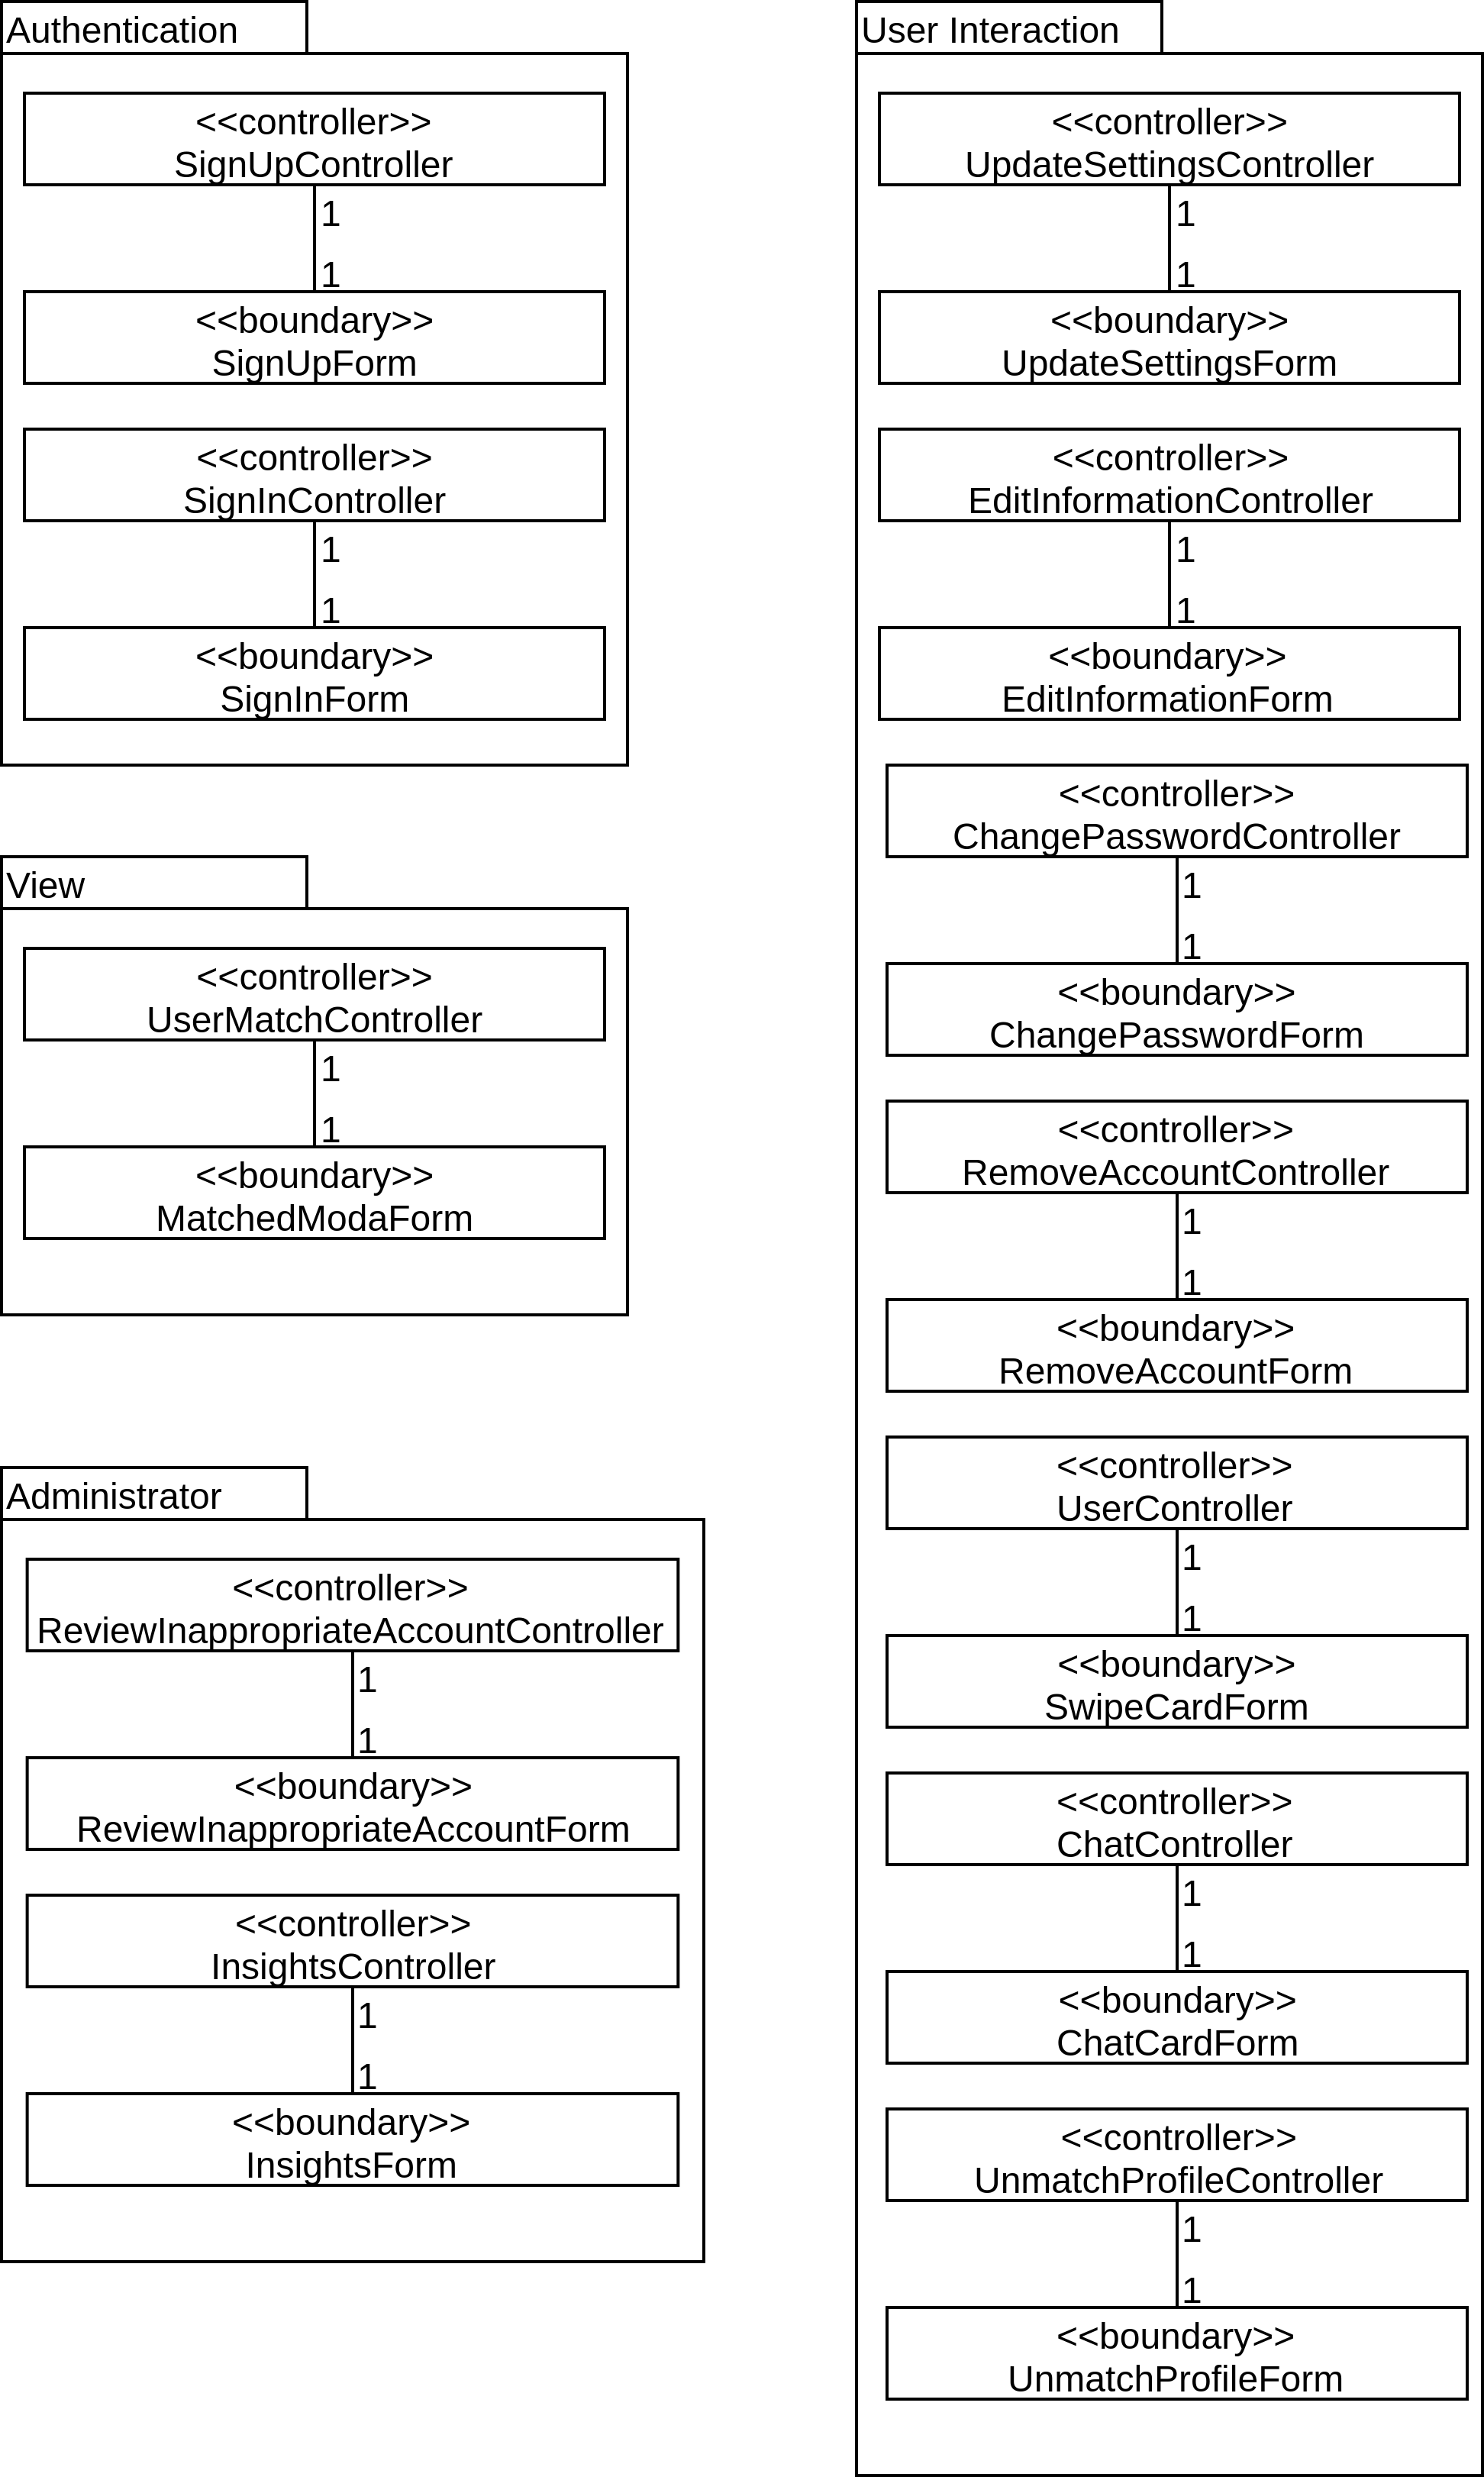 Authentication
<<controller>>
SignUpController
1
1
<<boundary>>
SignUpForm
<<controller>>
SignInController
1
1
<<boundary>>
SignInForm
View
<<controller>>
UserMatchController
1
1
<<boundary>>
MatchedModaForm
Administrator
<<controller>>
ReviewInappropriateAccountController
1
1
<<boundary>>
ReviewInappropriateAccountForm
<<controller>>
InsightsController
1
1
<<boundary>>
InsightsForm
User Interaction
<<controller>>
UpdateSettingsController
1
1
<<boundary>>
UpdateSettingsForm
<<controller>>
EditInformationController
1
1
<<boundary>>
EditInformationForm
<<controller>>
ChangePasswordController
1
1
<<boundary>>
ChangePasswordForm
<<controller>>
RemoveAccountController
1
1
<<boundary>>
RemoveAccountForm
<<controller>>
UserController
1
1
<<boundary>>
SwipeCardForm
<<controller>>
ChatController
1
1
<<boundary>>
ChatCardForm
<<controller>>
UnmatchProfileController
1
1
<<boundary>>
UnmatchProfileForm